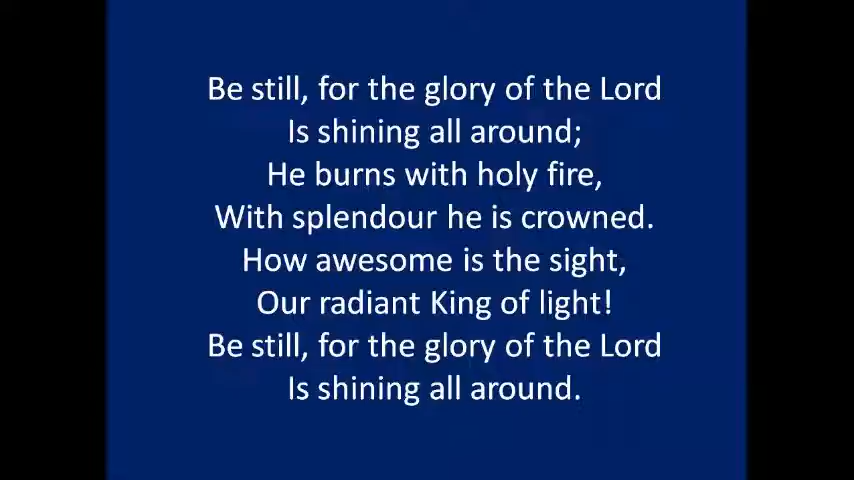 Be still, for the glory of the Lord
Is shining all around;
He burns with holy fire,
With splendour he is crowned.
How awesome is the sight,
Our radiant King of light!
Be still, for the glory of the Lord
Is shining all around.